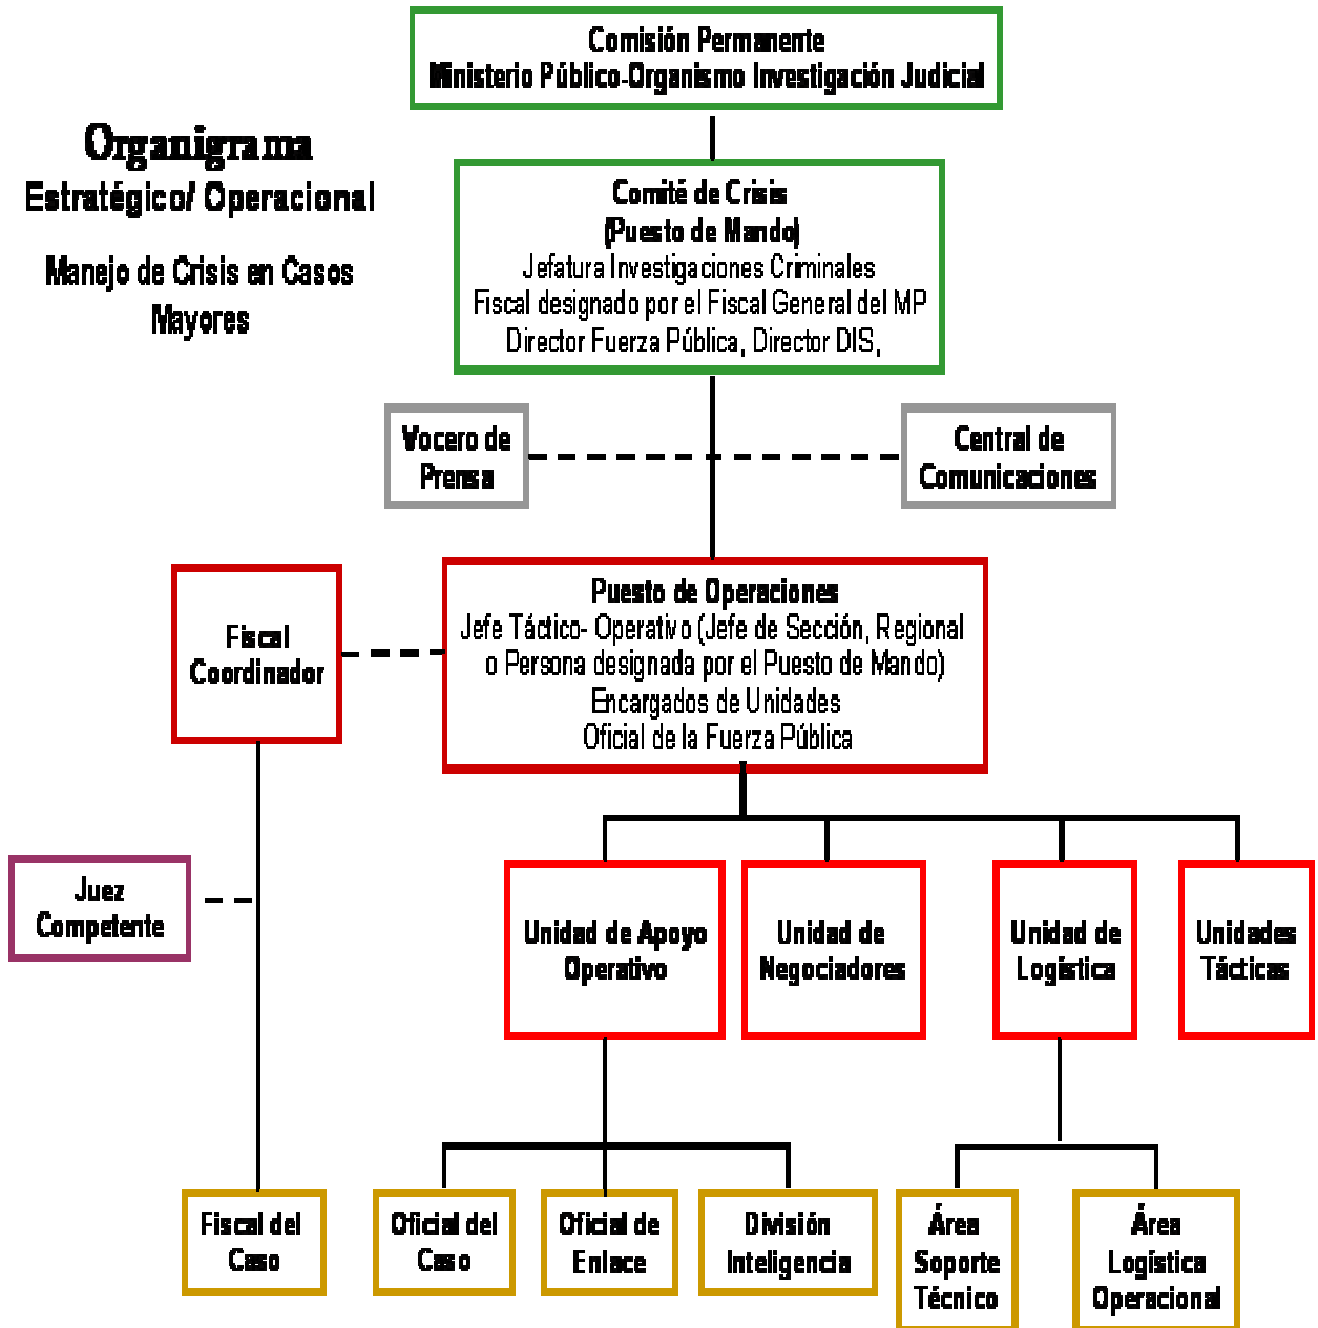 Comisión Permanente
Ministerio Público-Organismo Investigación Judicial
Organigrama
Estratégico/ Operacional
Manejo de Crisis en Casos
Mayores
Comité de Crisis
(Puesto de Mando)
Jefatura Investigaciones Criminales
Fiscal designado por el Fiscal General del MP
Director Fuerza Pública, Director DIS,
Vocero de
Prensa
Central de
Comunicaciones
Fiscal
Coordinador
Puesto de Operaciones
Jefe Táctico- Operativo (Jefe de Sección, Regional
o Persona designada por el Puesto de Mando)
Encargados de Unidades
Oficial de la Fuerza Pública
Juez
Competente
Unidad de Apoyo
Operativo
Unidad de
Negociadores
Unidad de
Logística
Unidades
Tácticas
Fiscal del
Caso
Oficial del
Caso
Oficial de
Enlace
División
Inteligencia
Área
Soporte
Técnico
Área
Logística
Operacional